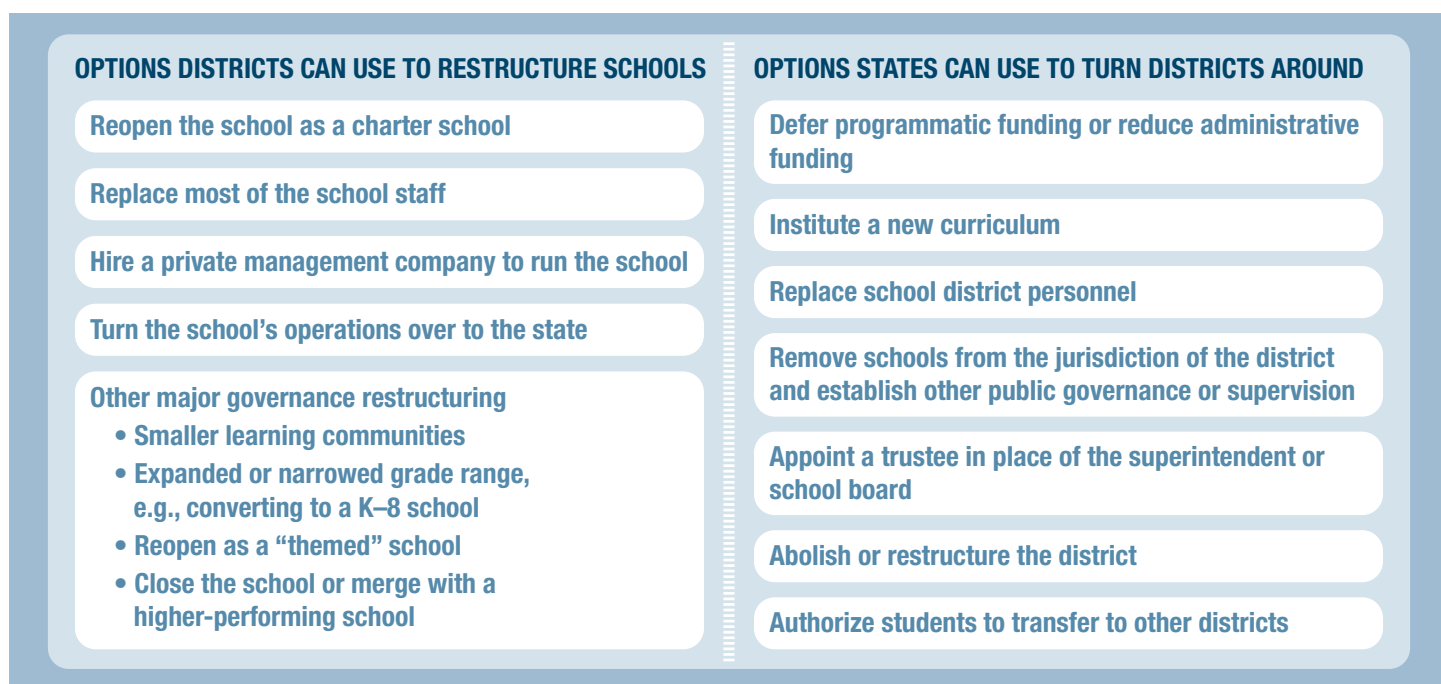 OPTIONS DISTRICTS CAN USE TO RESTRUCTURE SCHOOLS
Reopen the school as a charter school
Replace most of the school staff
Hire a private management company to run the school
Turn the school’s operations over to the state
Other major governance restructuring
• Smaller learning communities
• Expanded or narrowed grade range,
e.g., converting to a K–8 school
• Reopen as a “themed” school
• Close the school or merge with a
higher-performing school
OPTIONS STATES CAN USE TO TURN DISTRICTS AROUND
Defer programmatic funding or reduce administrative
funding
Institute a new curriculum
Replace school district personnel
Remove schools from the jurisdiction of the district
and establish other public governance or supervision
Appoint a trustee in place of the superintendent or
school board
Abolish or restructure the district
Authorize students to transfer to other districts